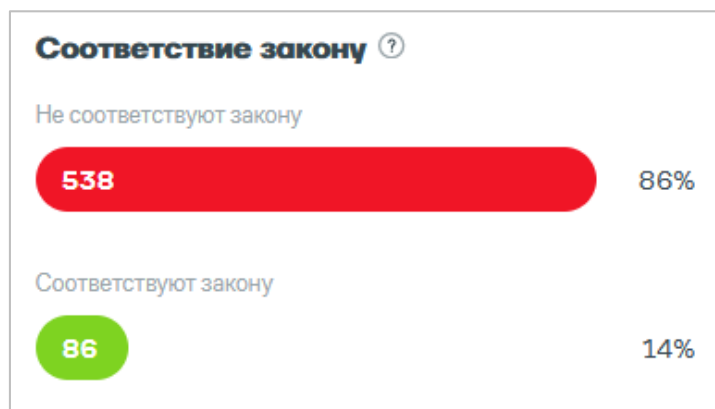 Соответствие закону ?
Не соответствуют закону
538 86%
Соответствуют закону
86 14%